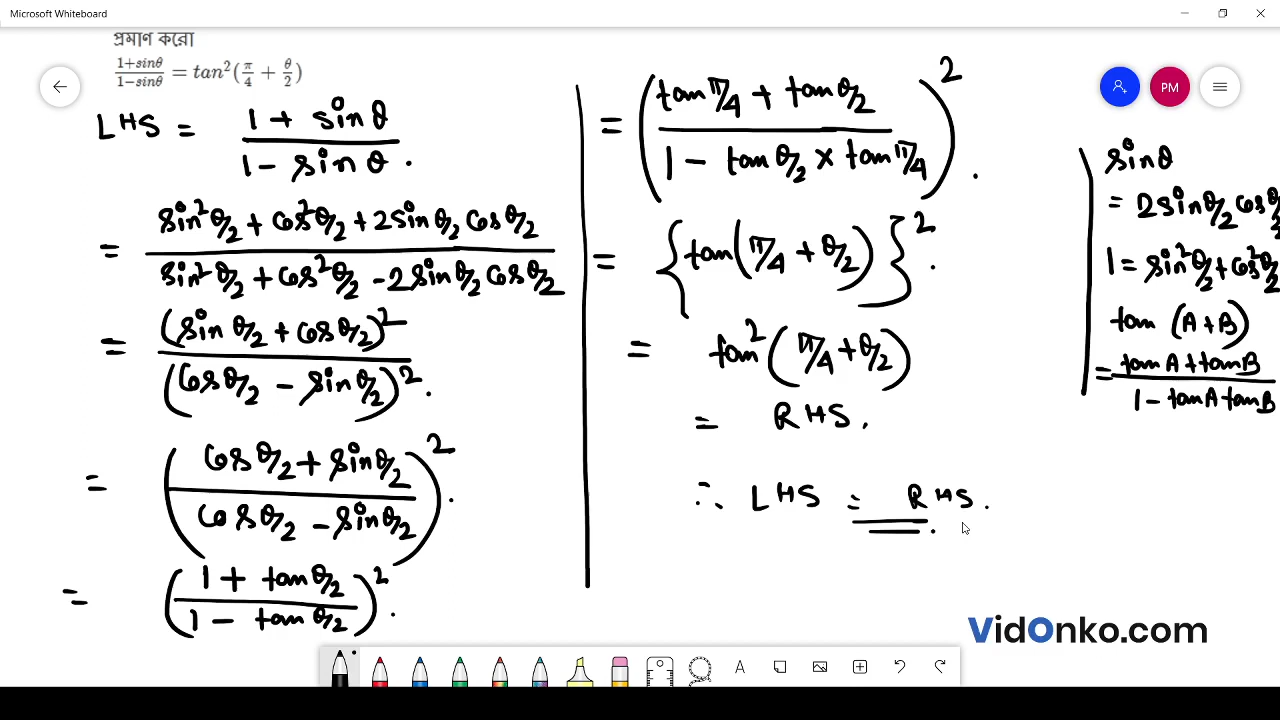 Microsoft Whiteboard
প্রমাণ করো
(1+sinθ)/(1−sinθ) = tan²(π/4 + θ/2)
LHS = (1 + sinθ)/(1 − sinθ).
= (sin²θ/2 + cos²θ/2 + 2sinθ/2 cosθ/2)/(sin²θ/2 + cos²θ/2 − 2sinθ/2 cosθ/2)
= (sinθ/2 + cosθ/2)²/(cosθ/2 − sinθ/2)².
= ((cosθ/2 + sinθ/2)/(cosθ/2 − sinθ/2))².
= ((1 + tanθ/2)/(1 − tanθ/2))².
= ((tanπ/4 + tanθ/2)/(1 − tanθ/2 × tanπ/4))².
= {tan(π/4 + θ/2)}².
= tan²(π/4 + θ/2)
= RHS.
∴ LHS = RHS.
PM
sinθ
= 2sinθ/2 cosθ/2
1 = sin²θ/2 + cos²θ/2
tan (A+B)
= (tanA + tanB)/(1 − tanA tanB)
VidOnko.com
A